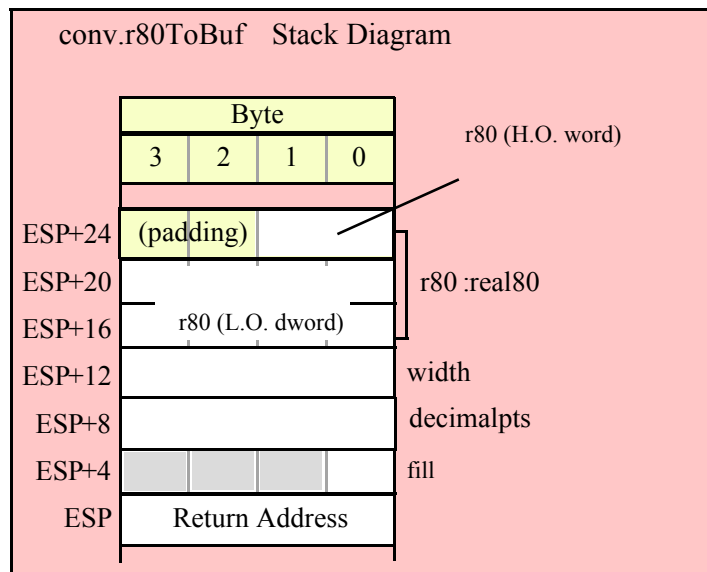 conv.r80ToBuf Stack Diagram
Byte
r80 (H.O. word)
3 2 1 0
ESP+24 (padding)
ESP+20 r80 :real80
ESP+16 r80 (L.O. dword)
ESP+12 width
ESP+8 decimalpts
ESP+4 fill
ESP Return Address